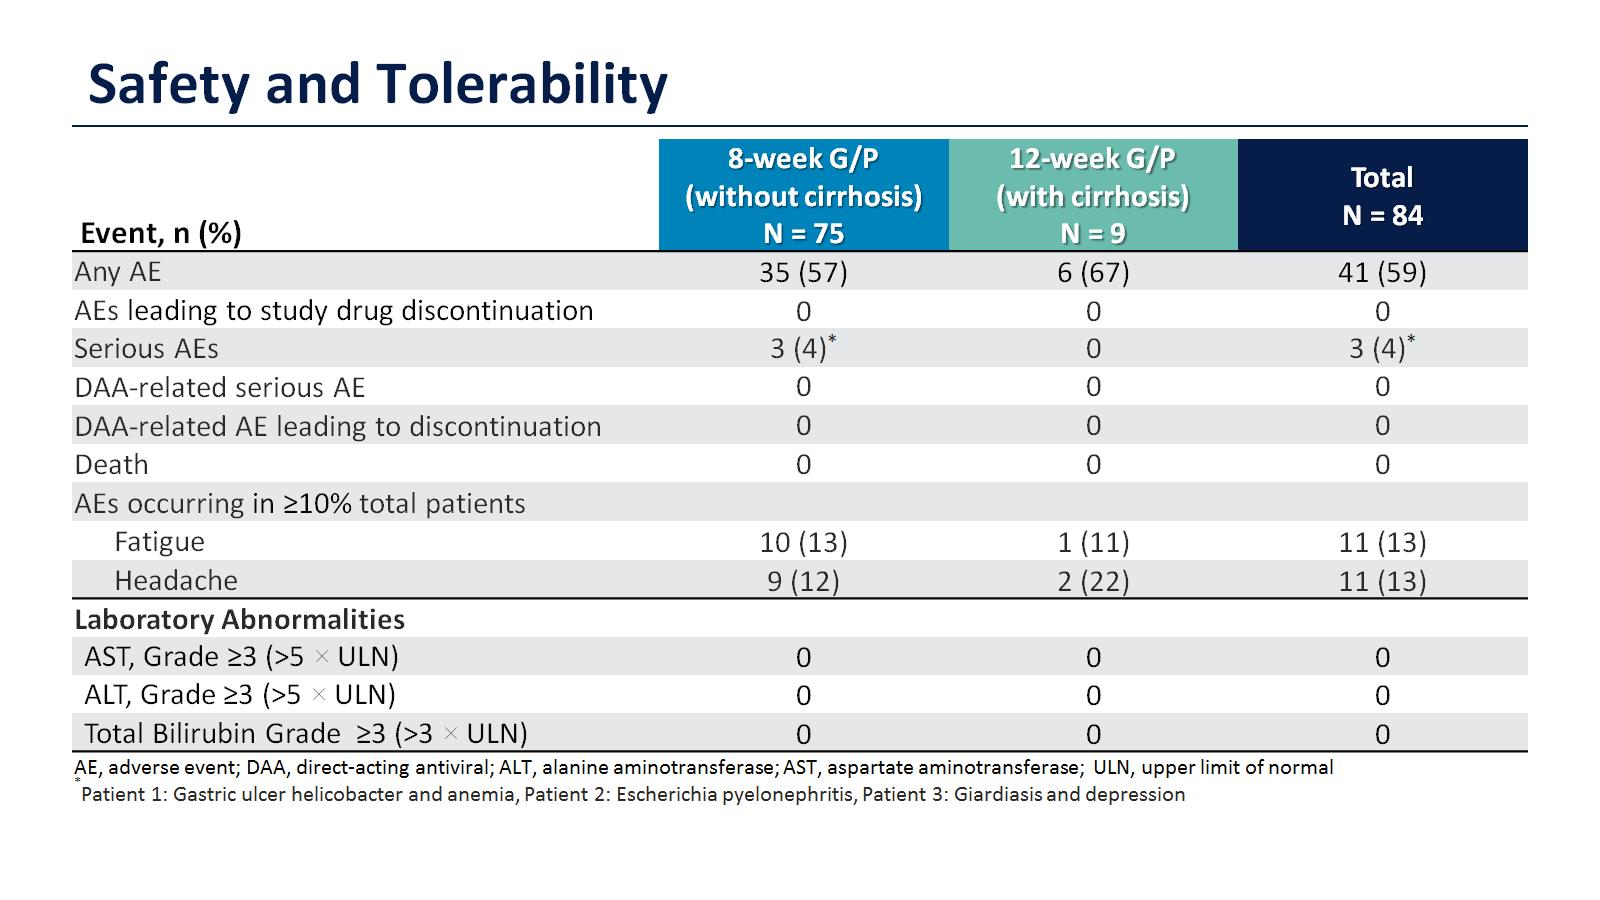 Safety and Tolerability
Event, n (%)
8-week G/P
(without cirrhosis)
N = 75
12-week G/P
(with cirrhosis)
N = 9
Total
N = 84
Any AE 35 (57) 6 (67) 41 (59)
AEs leading to study drug discontinuation 0 0 0
Serious AEs 3 (4)* 0 3 (4)*
DAA-related serious AE 0 0 0
DAA-related AE leading to discontinuation 0 0 0
Death 0 0 0
AEs occurring in ≥10% total patients
Fatigue 10 (13) 1 (11) 11 (13)
Headache 9 (12) 2 (22) 11 (13)
Laboratory Abnormalities
AST, Grade ≥3 (>5 × ULN) 0 0 0
ALT, Grade ≥3 (>5 × ULN) 0 0 0
Total Bilirubin Grade ≥3 (>3 × ULN) 0 0 0
AE, adverse event; DAA, direct-acting antiviral; ALT, alanine aminotransferase; AST, aspartate aminotransferase; ULN, upper limit of normal
* Patient 1: Gastric ulcer helicobacter and anemia, Patient 2: Escherichia pyelonephritis, Patient 3: Giardiasis and depression